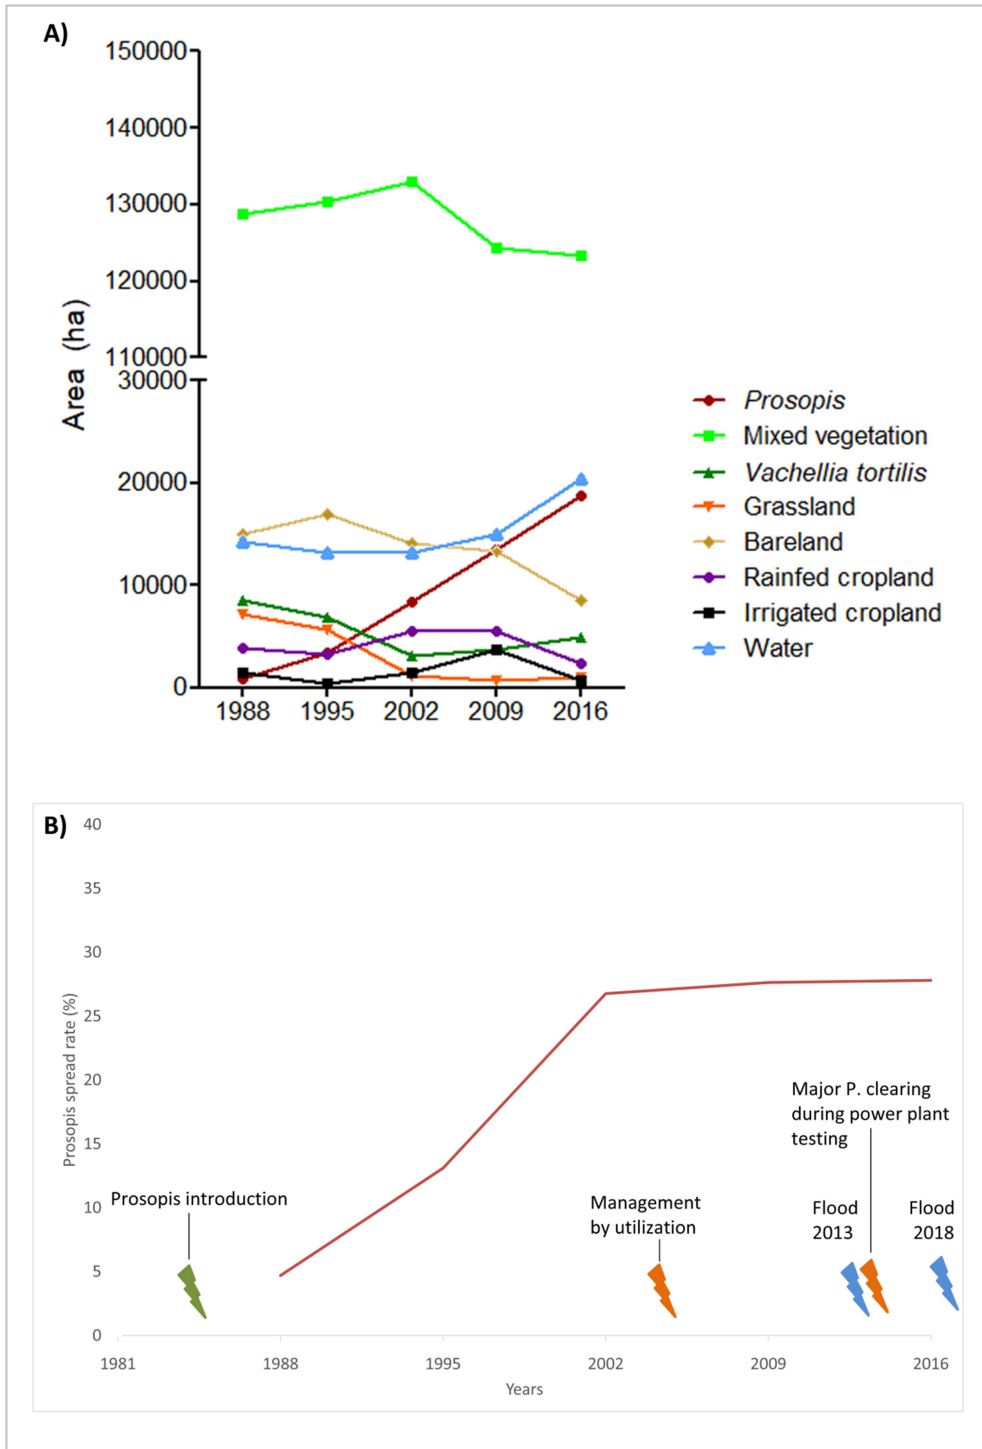 A)
150000
140000
130000
120000
110000
30000
20000
10000
0
Area (ha)
1988 1995 2002 2009 2016
Prosopis
Mixed vegetation
Vachellia tortilis
Grassland
Bareland
Rainfed cropland
Irrigated cropland
Water
B)
40
35
30
25
20
15
10
5
0
Prosopis spread rate (%)
Prosopis introduction
Management
by utilization
Major P. clearing
during power plant
testing
Flood
2013
Flood
2018
1981 1988 1995 2002 2009 2016
Years